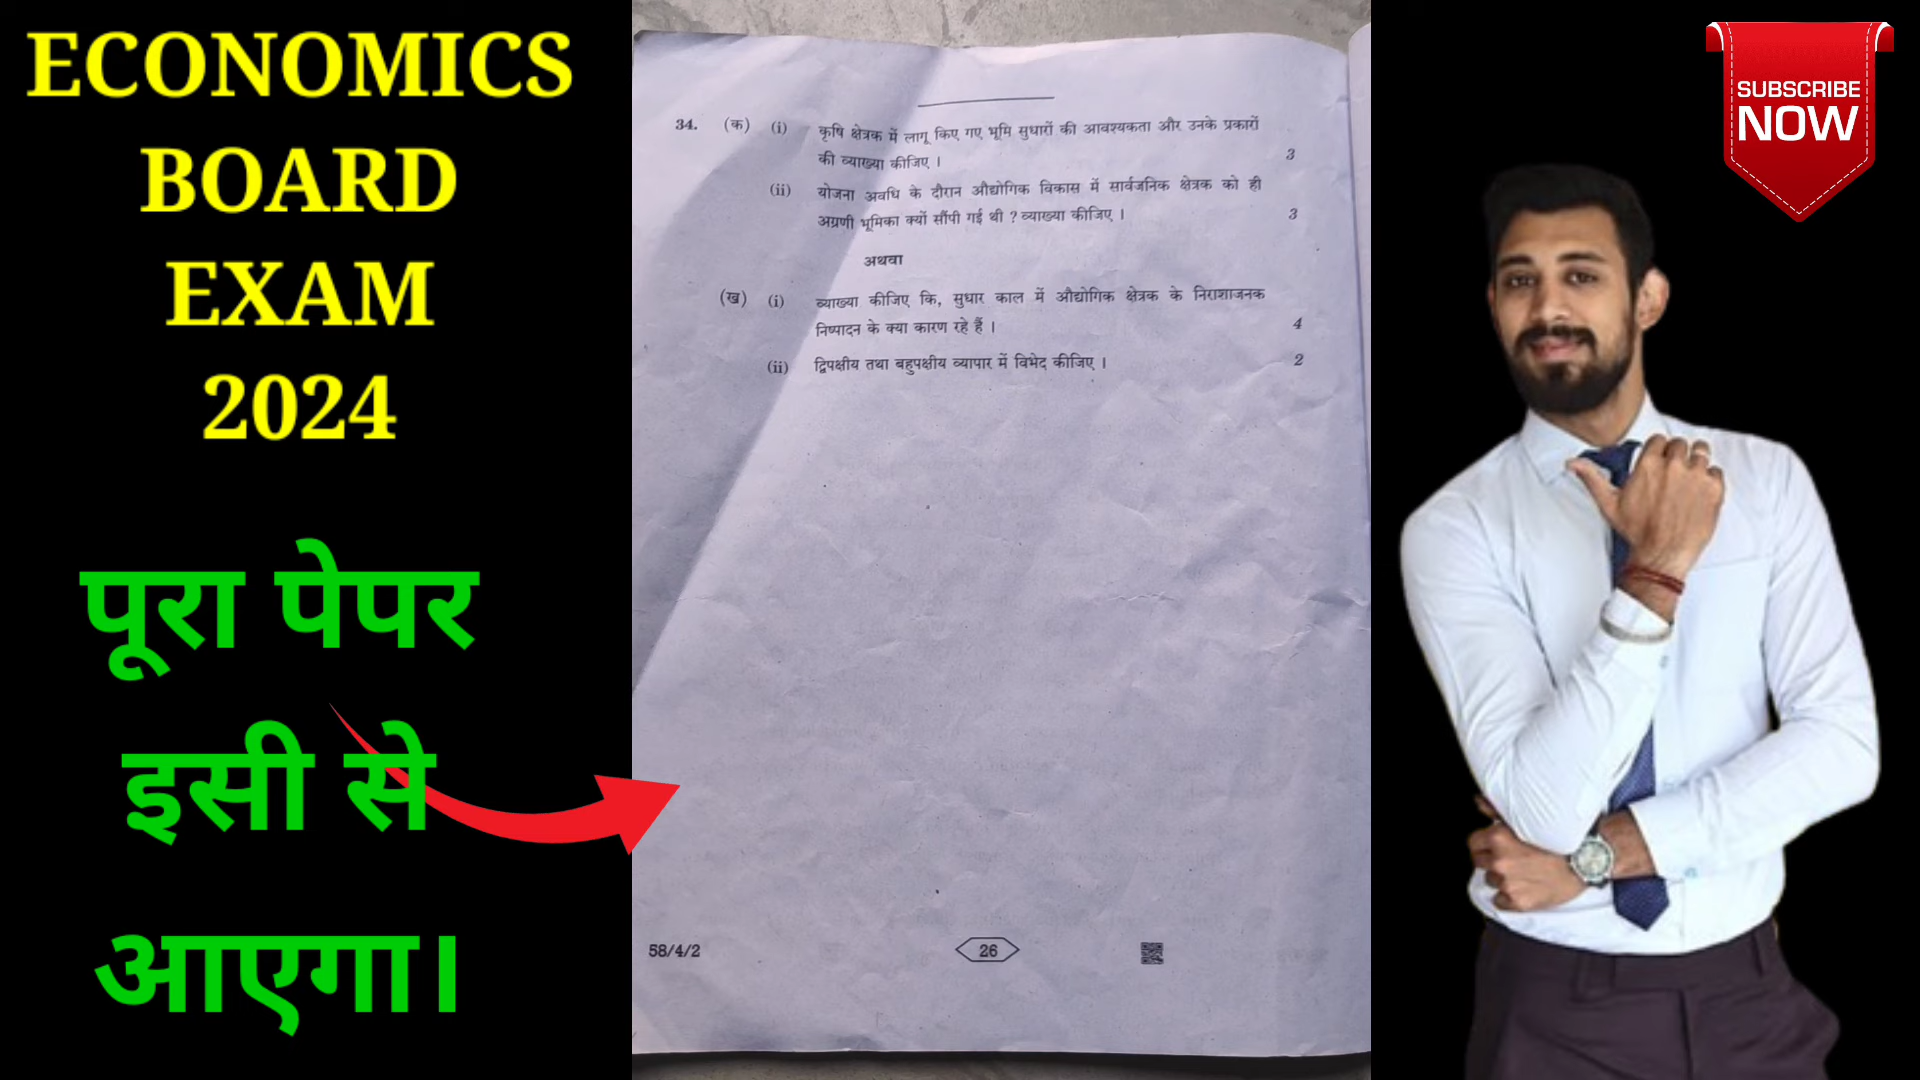 ECONOMICS
BOARD
EXAM
2024
पूरा पेपर
इसी से
आएगा।
34. (क) (i) कृषि क्षेत्रक में लागू किए गए भूमि सुधारों की आवश्यकता और उनके प्रकारों
की व्याख्या कीजिए । 3
(ii) योजना अवधि के दौरान औद्योगिक विकास में सार्वजनिक क्षेत्रक को ही
अग्रणी भूमिका क्यों सौंपी गई थी ? व्याख्या कीजिए । 3
अथवा
(ख) (i) व्याख्या कीजिए कि, सुधार काल में औद्योगिक क्षेत्रक के निराशाजनक
निष्पादन के क्या कारण रहे हैं । 4
(ii) द्विपक्षीय तथा बहुपक्षीय व्यापार में विभेद कीजिए । 2
58/4/2 26
SUBSCRIBE
NOW